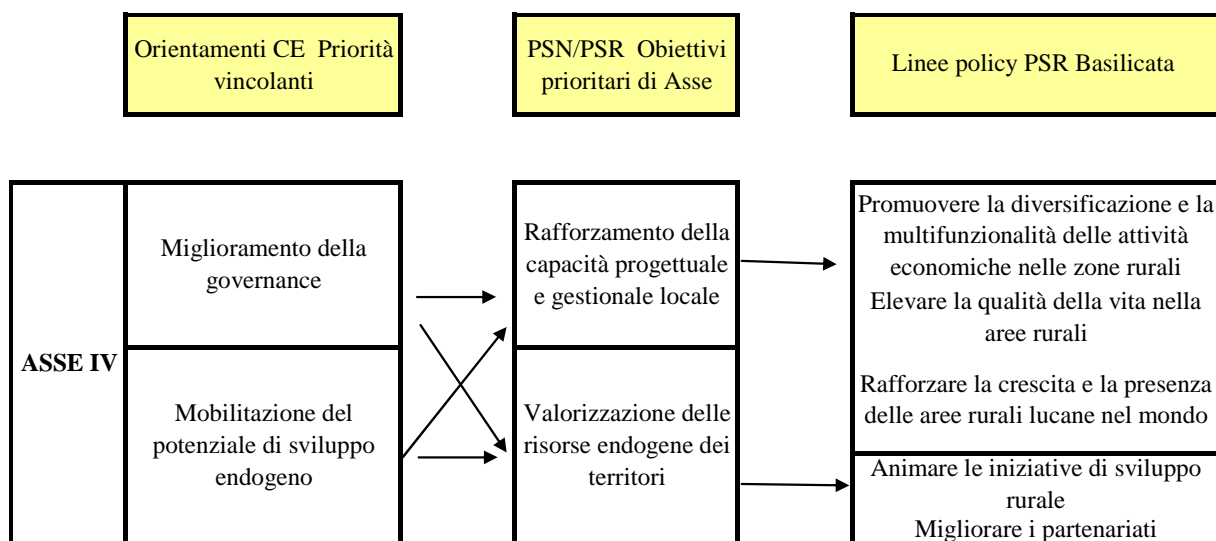 Orientamenti CE Priorità
vincolanti
PSN/PSR Obiettivi
prioritari di Asse
Linee policy PSR Basilicata
ASSE IV
Miglioramento della
governance
Mobilitazione del
potenziale di sviluppo
endogeno
Rafforzamento della
capacità progettuale
e gestionale locale
Valorizzazione delle
risorse endogene dei
territori
Promuovere la diversificazione e la
multifunzionalità delle attività
economiche nelle zone rurali
Elevare la qualità della vita nella
aree rurali
Rafforzare la crescita e la presenza
delle aree rurali lucane nel mondo
Animare le iniziative di sviluppo
rurale
Migliorare i partenariati